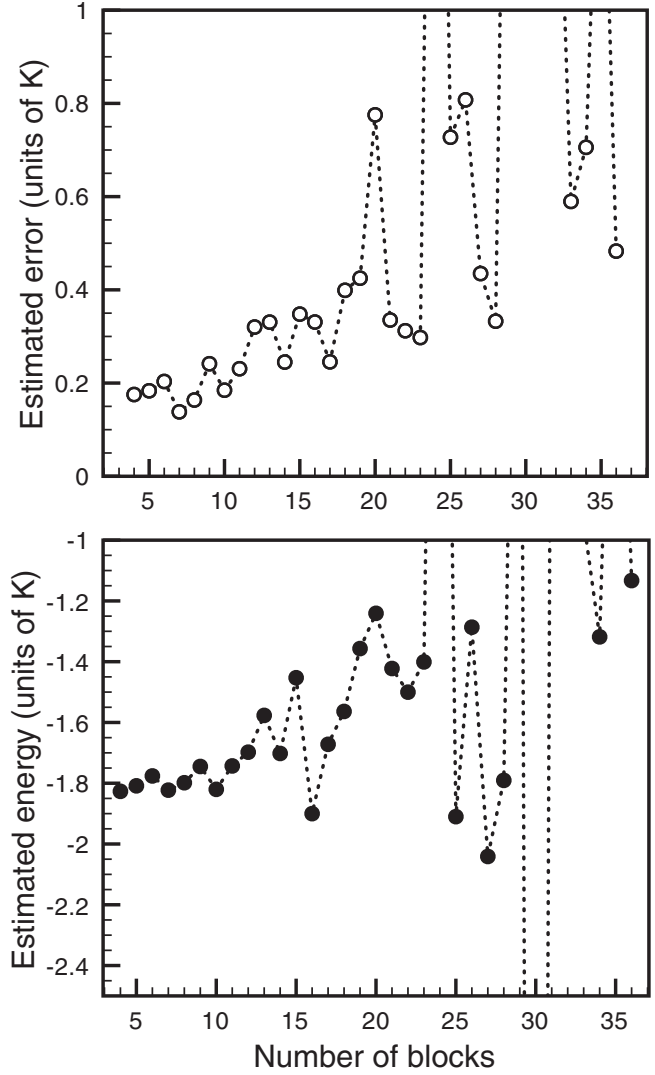 Estimated error (units of K)
1
0.8
0.6
0.4
0.2
0
5 10 15 20 25 30 35
Estimated energy (units of K)
-1
-1.2
-1.4
-1.6
-1.8
-2
-2.2
-2.4
5 10 15 20 25 30 35
Number of blocks